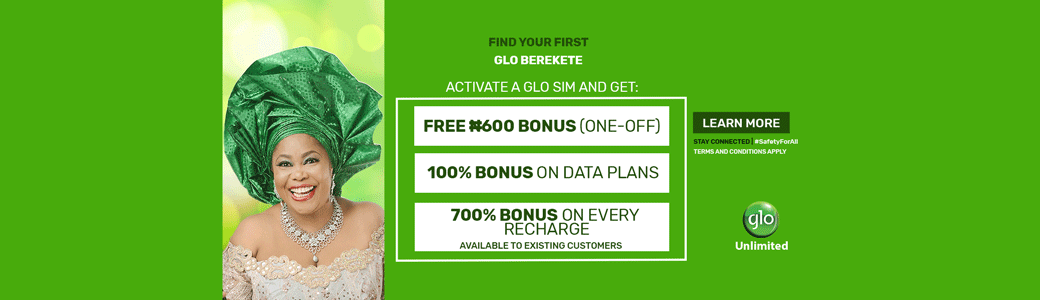 FIND YOUR FIRST
GLO BEREKETE
ACTIVATE A GLO SIM AND GET:
FREE ₦600 BONUS (ONE-OFF)
100% BONUS ON DATA PLANS
700% BONUS ON EVERY
RECHARGE
AVAILABLE TO EXISTING CUSTOMERS
LEARN MORE
STAY CONNECTED | #SafetyForAll
TERMS AND CONDITIONS APPLY
glo
Unlimited